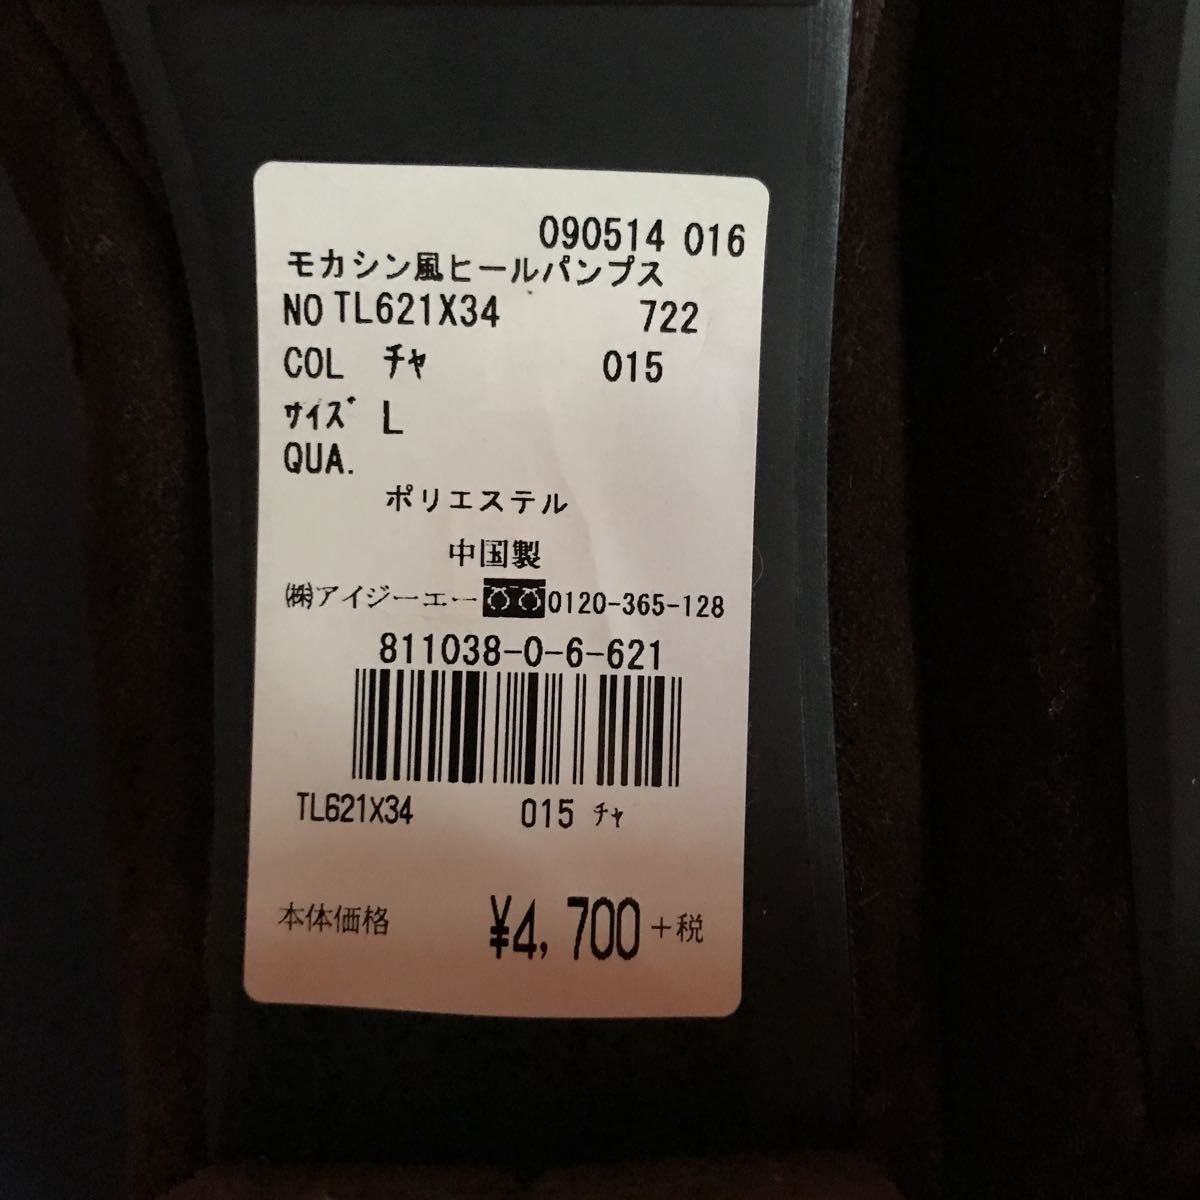 090514 016
モカシン風ヒールパンプス
NO TL621X34 722
COL ﾁｬ 015
ｻｲｽﾞ L
QUA.
ポリエステル
中国製
㈱アイジーエー 0120-365-128
811038-0-6-621
TL621X34 015 ﾁｬ
本体価格 ¥4,700+税